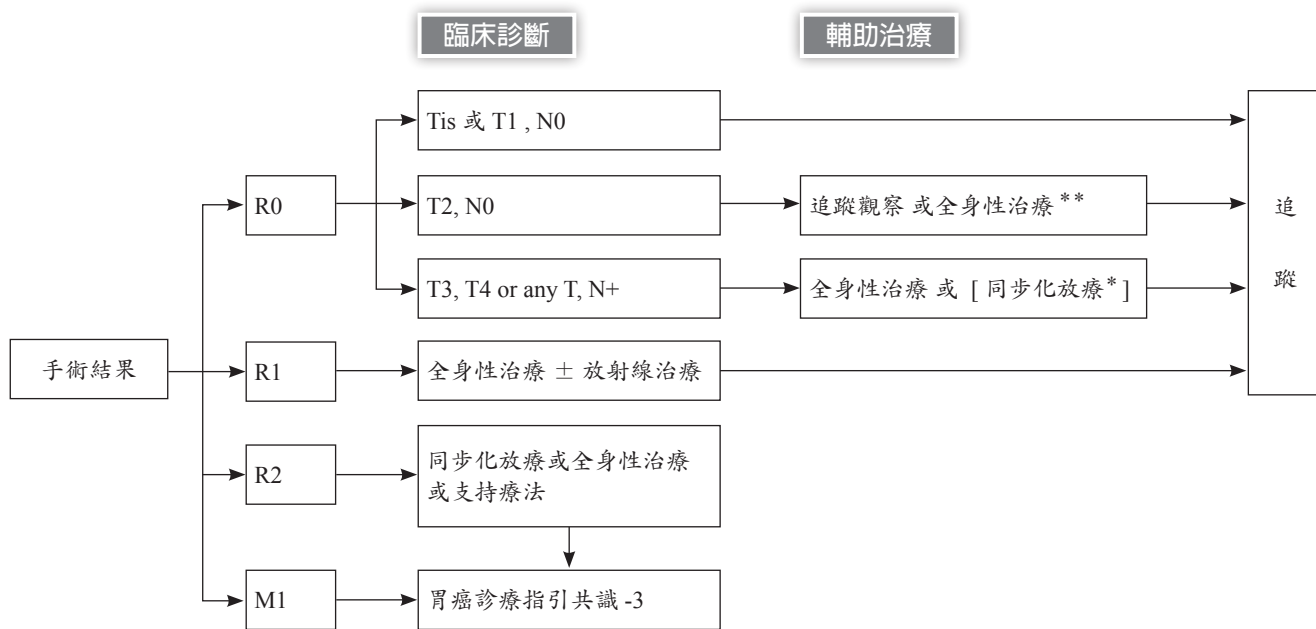 臨床診斷
輔助治療
Tis 或 T1 , N0
R0
T2, N0
追蹤觀察 或全身性治療**
T3, T4 or any T, N+
全身性治療 或 [ 同步化放療* ]
追
蹤
手術結果
R1
全身性治療 ± 放射線治療
R2
同步化放療或全身性治療
或支持療法
M1
胃癌診療指引共識 -3